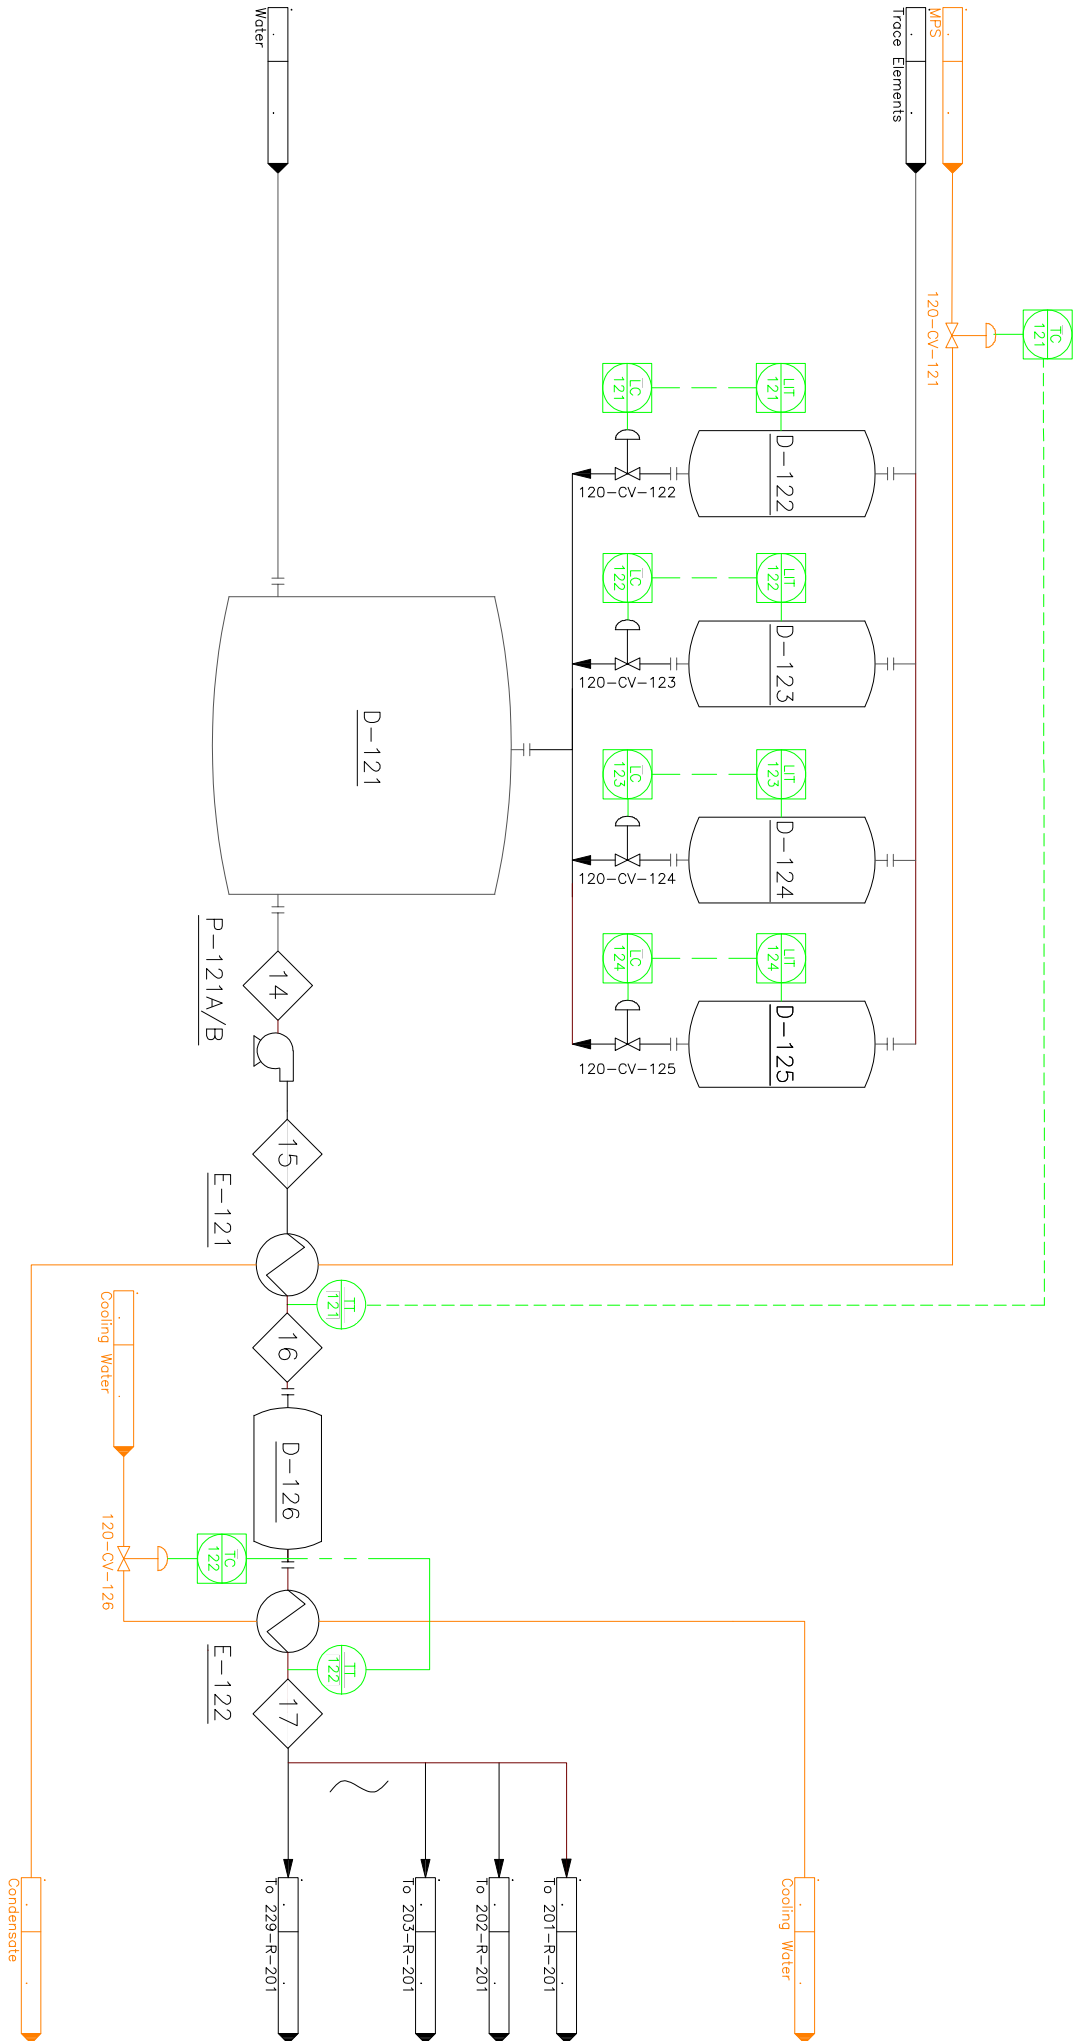 MPS
Trace Elements
Water
120-CV-121
TC
121
LIT
121
LC
121
D-122
120-CV-122
LIT
122
LC
122
D-123
120-CV-123
LIT
123
LC
123
D-124
120-CV-124
LIT
124
LC
124
D-125
120-CV-125
D-121
P-121A/B
14
15
E-121
TT
121
16
Cooling Water
D-126
120-CV-126
TC
122
E-122
TT
122
17
Cooling Water
To 201-R-201
To 202-R-201
To 203-R-201
To 229-R-201
Condensate